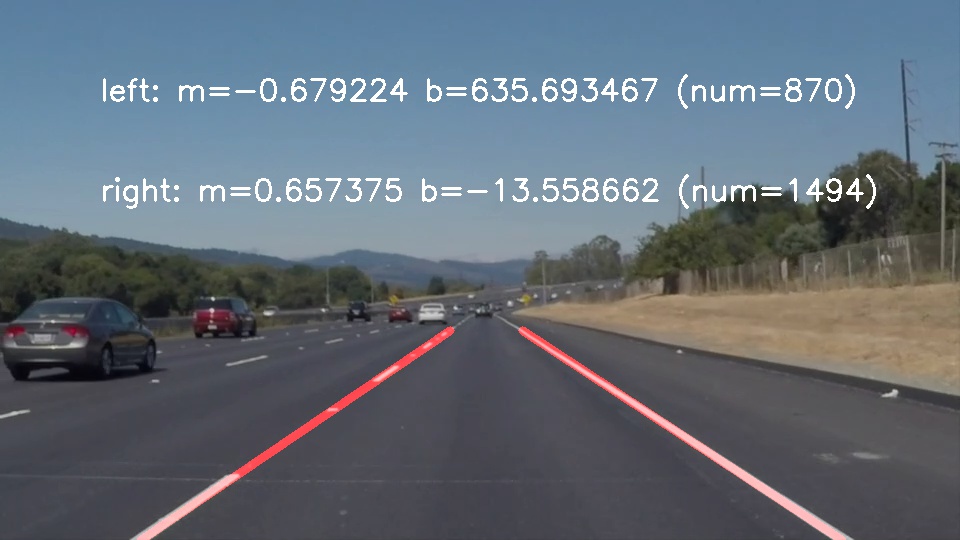 left: m=-0.679224 b=635.693467 (num=870)
right: m=0.657375 b=-13.558662 (num=1494)